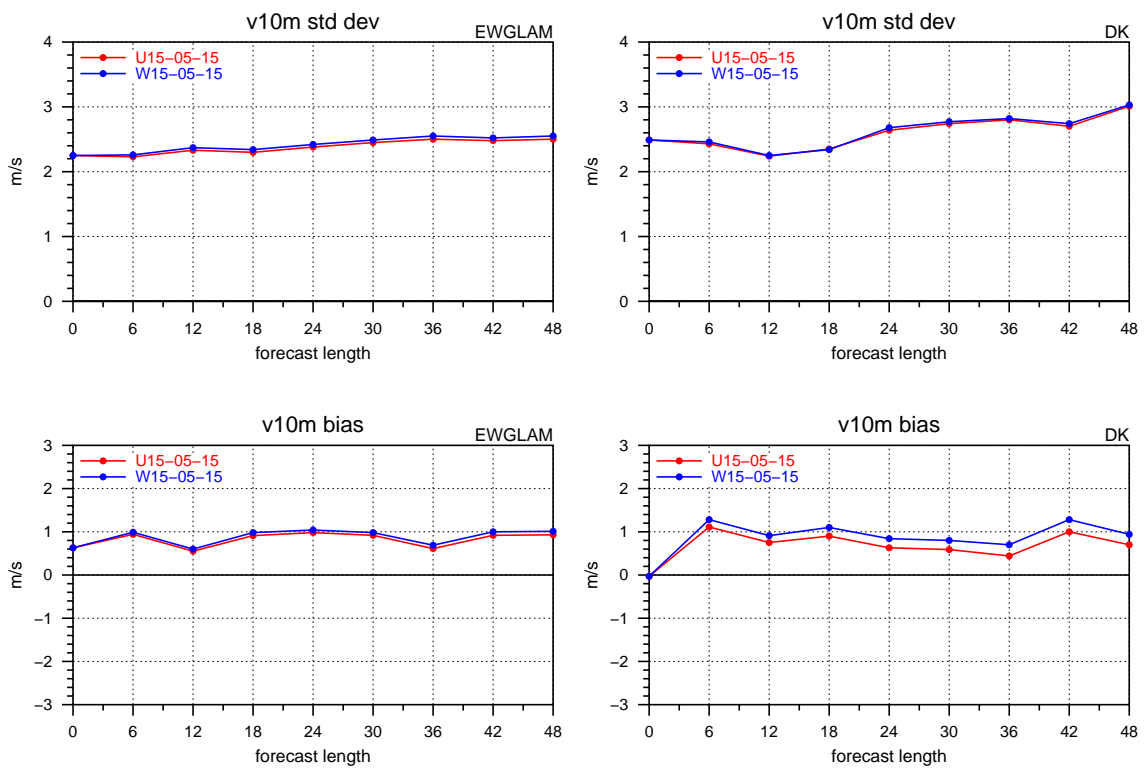 v10m std dev
EWGLAM
U15−05−15
W15−05−15
4
3
2
1
0
m/s
0 6 12 18 24 30 36 42 48
forecast length
v10m std dev
DK
U15−05−15
W15−05−15
4
3
2
1
0
m/s
0 6 12 18 24 30 36 42 48
forecast length
v10m bias
EWGLAM
U15−05−15
W15−05−15
3
2
1
0
−1
−2
−3
m/s
0 6 12 18 24 30 36 42 48
forecast length
v10m bias
DK
U15−05−15
W15−05−15
3
2
1
0
−1
−2
−3
m/s
0 6 12 18 24 30 36 42 48
forecast length